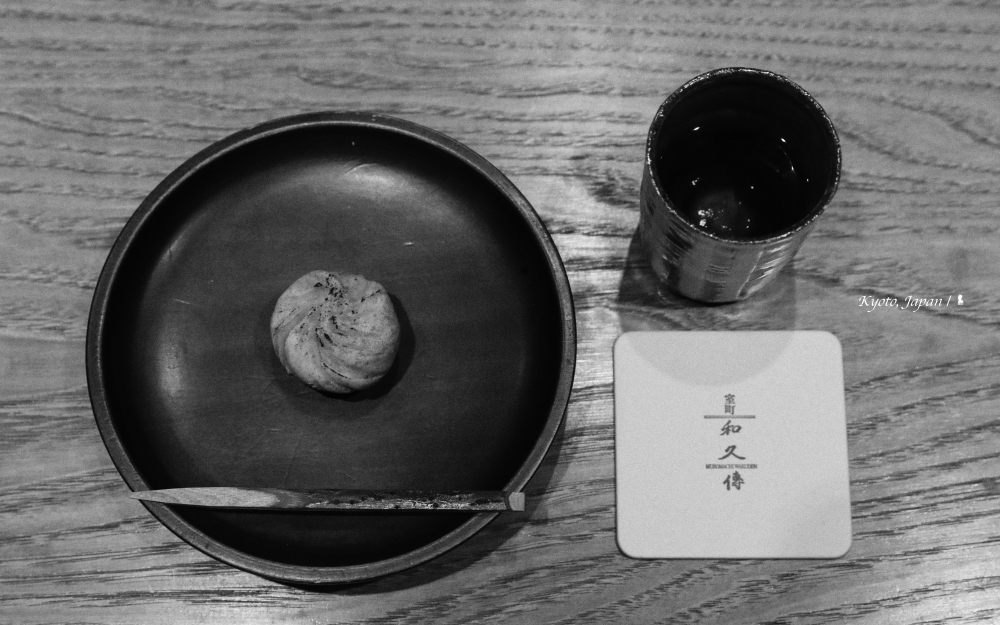 Kyoto, Japan /
室
町
和
久
MUROMACHI WAKUDEN
傳